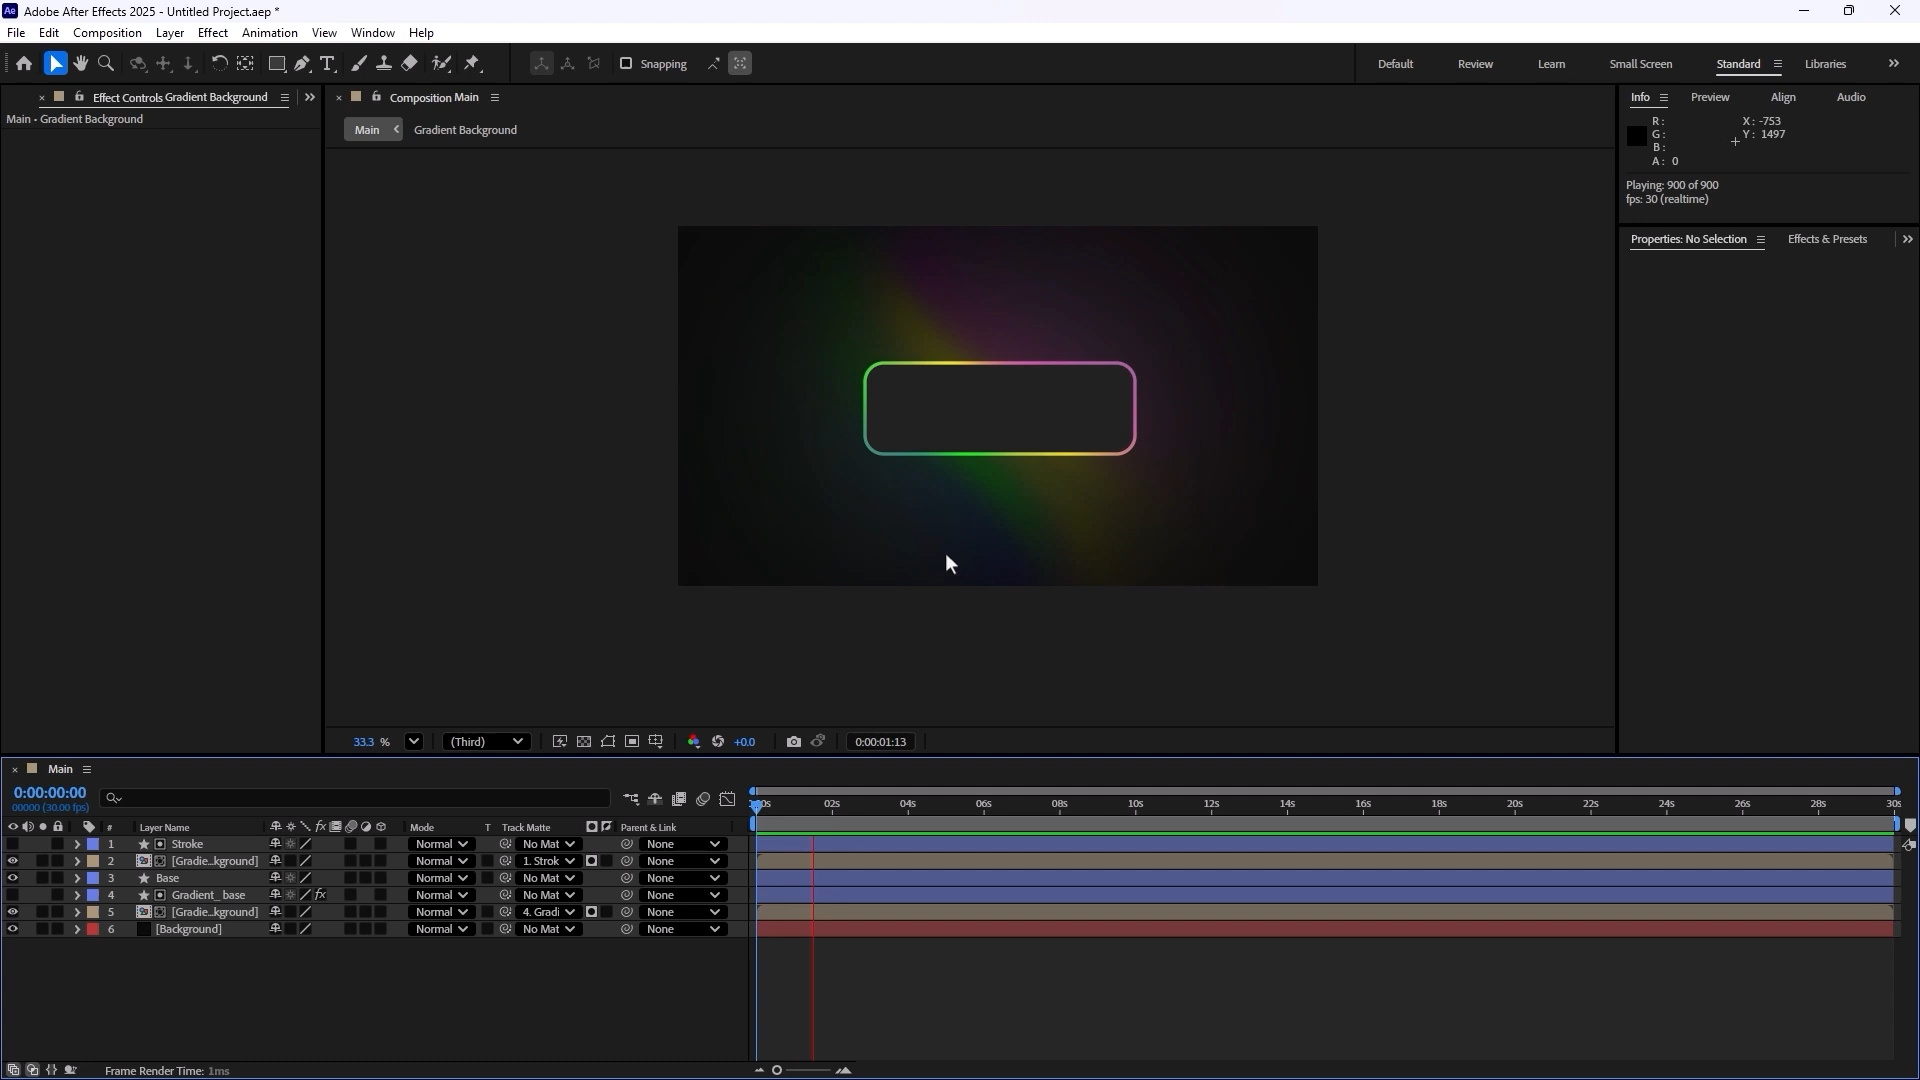 Ae Adobe After Effects 2025 - Untitled Project.aep *
File Edit Composition Layer Effect Animation View Window Help
Snapping Default Review Learn Small Screen Standard Libraries
Effect Controls Gradient Background
Main - Gradient Background
Composition Main
Main Gradient Background
Info Preview Align Audio
R: X: -753
G: Y: 1497
B:
A: 0
Playing: 900 of 900
fps: 30 (realtime)
Properties: No Selection Effects & Presets
33.3 % (Third) +0.0 0:00:01:13
Main
0:00:00:00
00000 (30.00 fps)
:00s 02s 04s 06s 08s 10s 12s 14s 16s 18s 20s 22s 24s 26s 28s 30s
# Layer Name fx Mode T Track Matte Parent & Link
1 Stroke Normal No Mat None
2 [Gradie...kground] Normal 1. Strok None
3 Base Normal No Mat None
4 Gradient_ base fx Normal No Mat None
5 [Gradie...kground] Normal 4. Gradi None
6 [Background] Normal No Mat None
Frame Render Time: 1ms